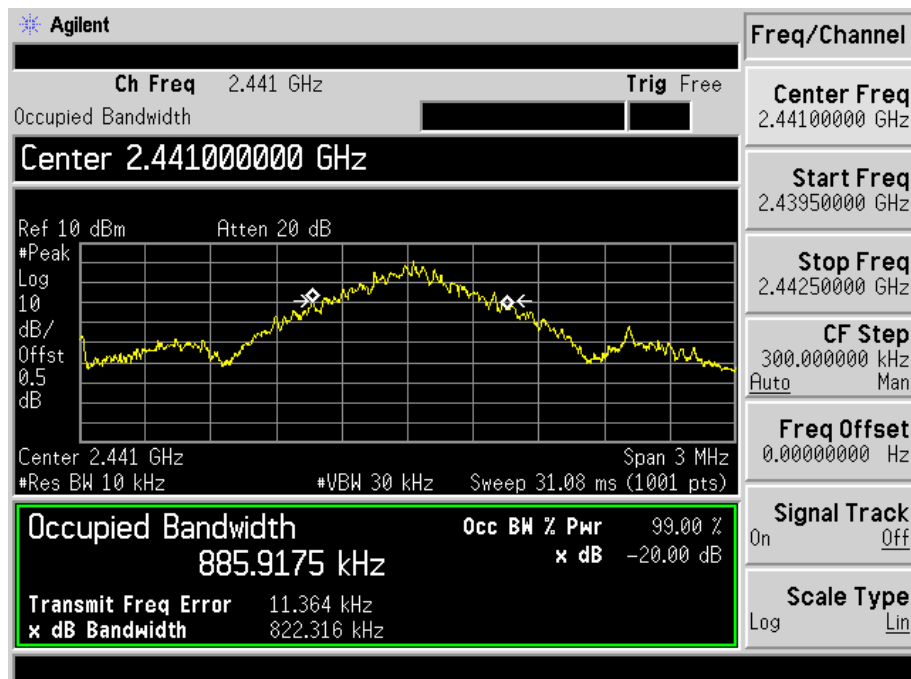 Agilent
Freq/Channel
Ch Freq 2.441 GHz Trig Free
Occupied Bandwidth
Center 2.441000000 GHz
Ref 10 dBm Atten 20 dB
#Peak
Log
10
dB/
Offst
0.5
dB
Center 2.441 GHz Span 3 MHz
#Res BW 10 kHz #VBW 30 kHz Sweep 31.08 ms (1001 pts)
Occupied Bandwidth
885.9175 kHz
Occ BW % Pwr 99.00 %
x dB -20.00 dB
Transmit Freq Error 11.364 kHz
x dB Bandwidth 822.316 kHz
Center Freq
2.44100000 GHz
Start Freq
2.43950000 GHz
Stop Freq
2.44250000 GHz
CF Step
300.000000 kHz
Auto Man
Freq Offset
0.00000000 Hz
Signal Track
On Off
Scale Type
Log Lin